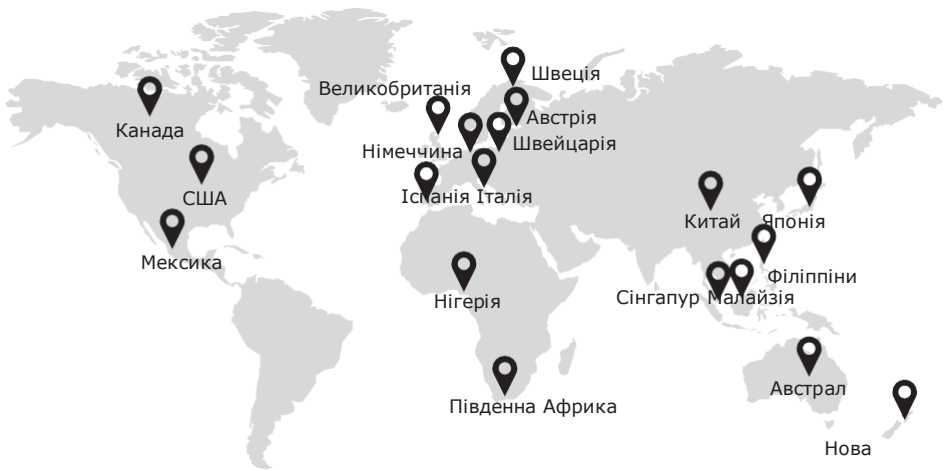 Швеція
Великобританія
Австрія
Канада
Швейцарія
Німеччина
США
Іспанія Італія
Китай
Японія
Мексика
Філіппіни
Нігерія
Сінгапур Малайзія
Австрал
Південна Африка
Нова